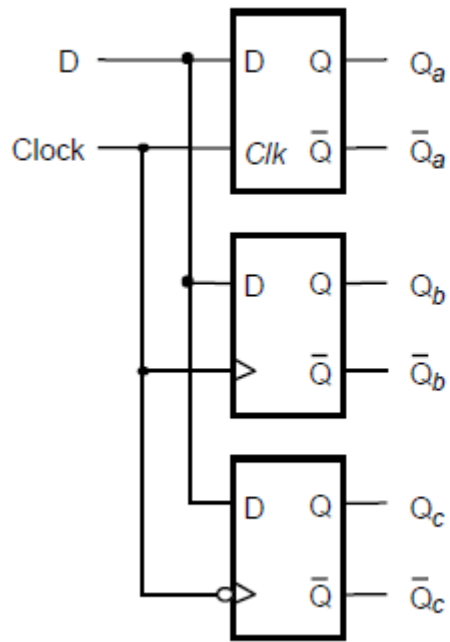 D D Q Qa
Clock Clk Q̅ Q̅a
D Q Qb
Q̅ Q̅b
D Q Qc
Q̅ Q̅c